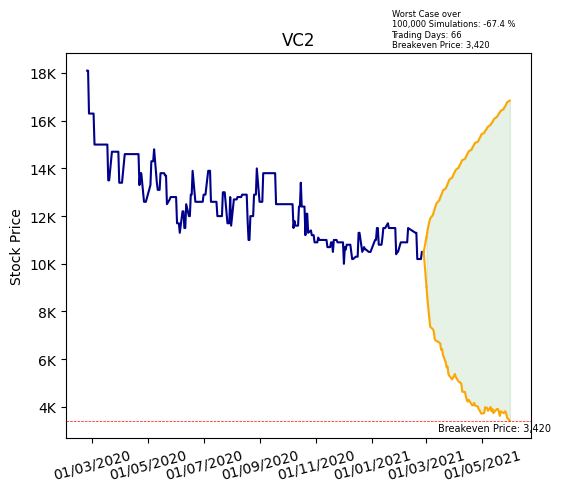 Worst Case over
100,000 Simulations: -67.4 %
Trading Days: 66
Breakeven Price: 3,420
VC2
Stock Price
18K
16K
14K
12K
10K
8K
6K
4K
Breakeven Price: 3,420
01/03/2020
01/05/2020
01/07/2020
01/09/2020
01/11/2020
01/01/2021
01/03/2021
01/05/2021